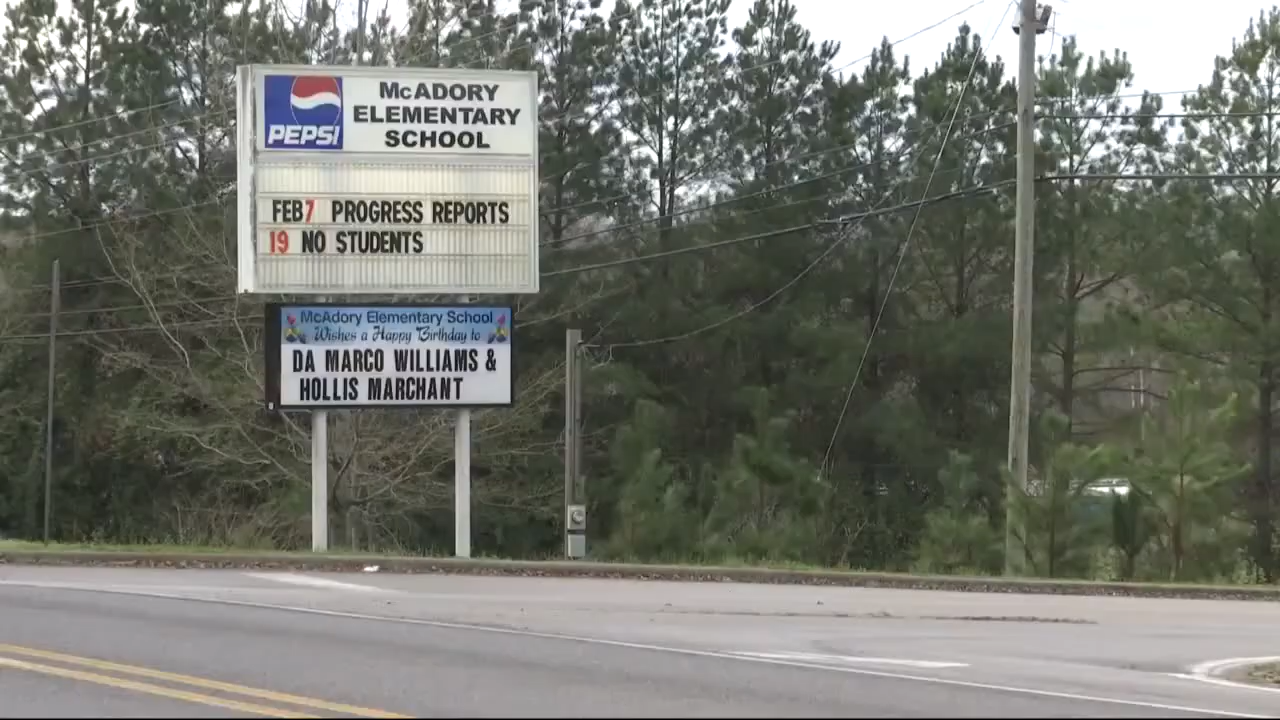 PEPSI
McADORY
ELEMENTARY
SCHOOL
FEB7 PROGRESS REPORTS
19 NO STUDENTS
McAdory Elementary School
Wishes a Happy Birthday to
DA MARCO WILLIAMS &
HOLLIS MARCHANT